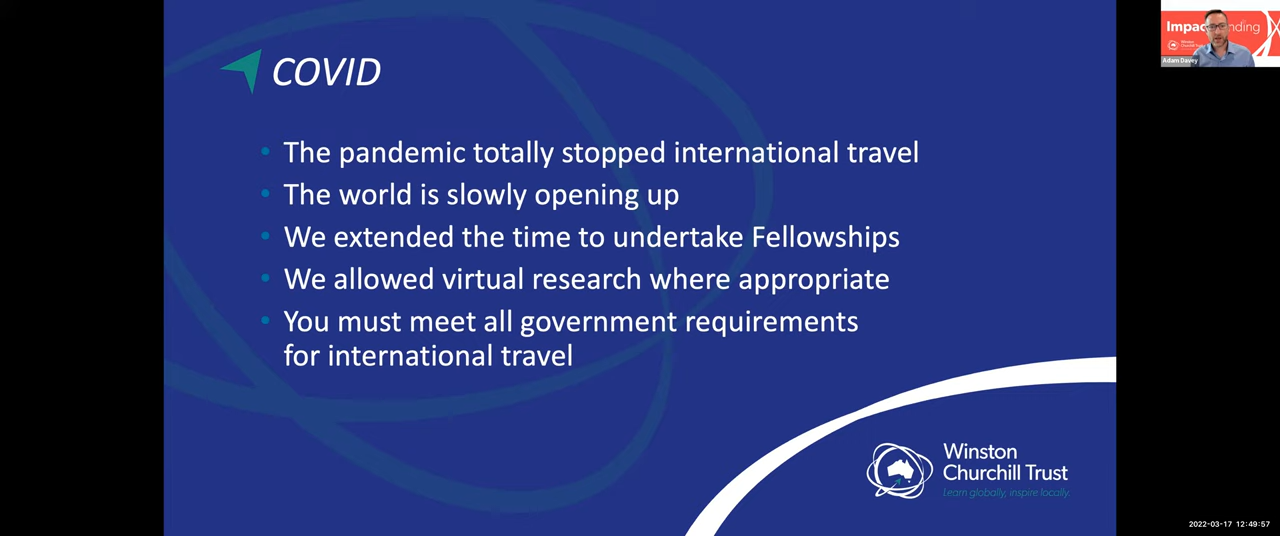 COVID
• The pandemic totally stopped international travel
• The world is slowly opening up
• We extended the time to undertake Fellowships
• We allowed virtual research where appropriate
• You must meet all government requirements
for international travel
Winston
Churchill Trust
Learn globally, inspire locally.
Adam Davey
2022-03-17 12:49:57